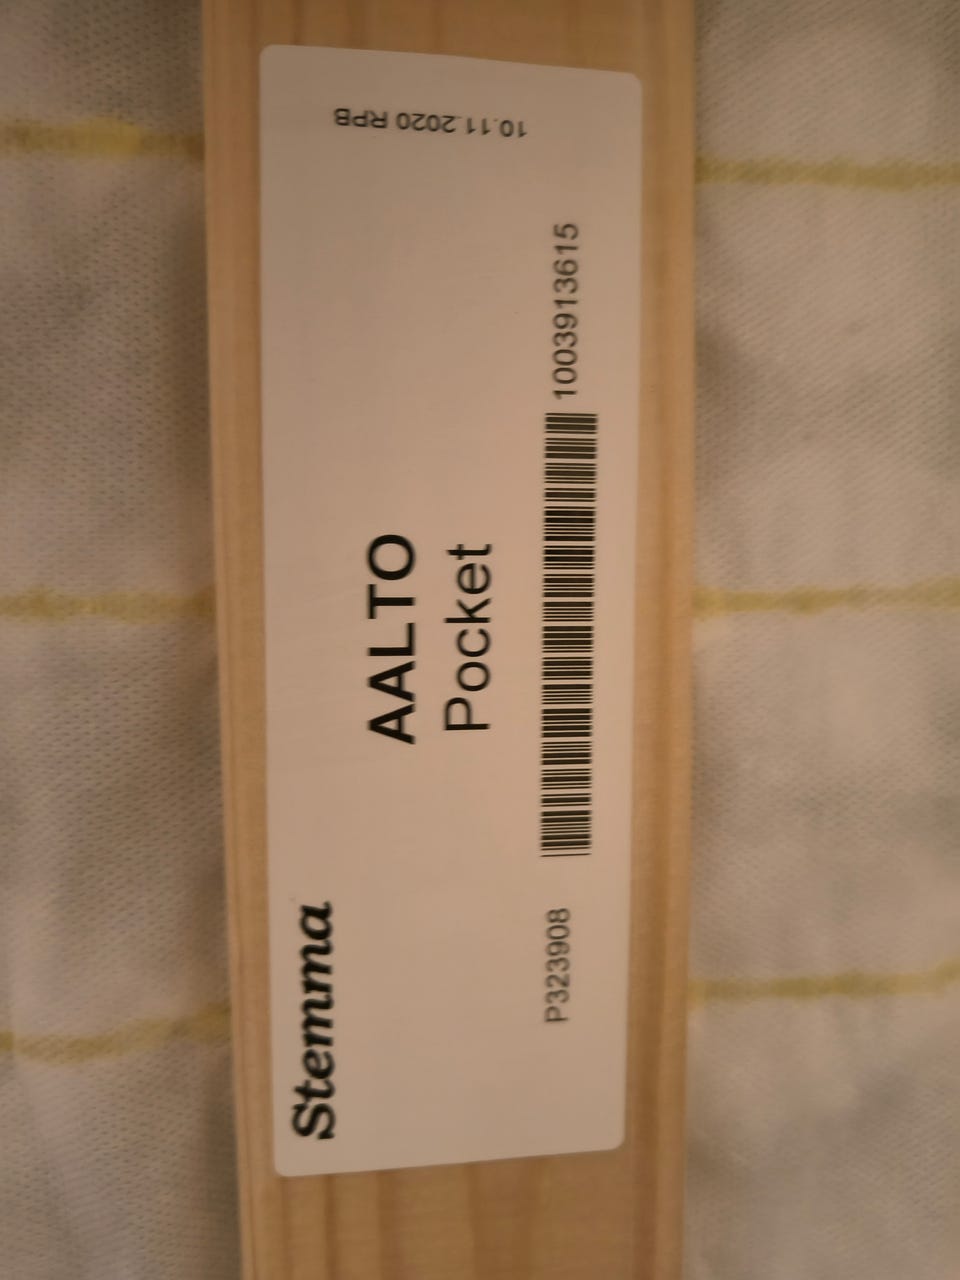 Stemma
AALTO
Pocket
P323908
1003913615
10.11.2020 RPB